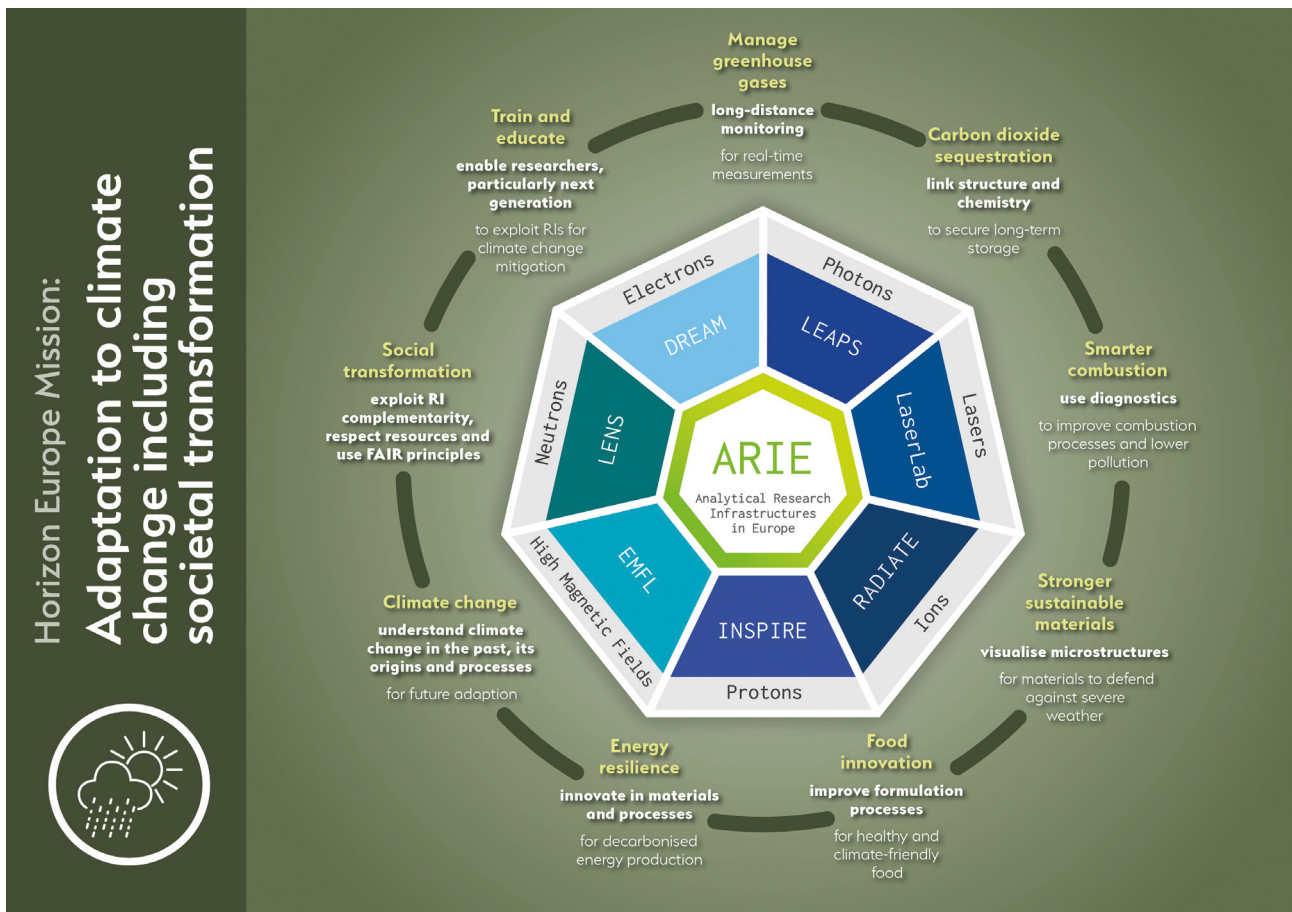 Horizon Europe Mission:
Adaptation to climate
change including
societal transformation
Manage
greenhouse
gases
long-distance
monitoring
for real-time
measurements
Carbon dioxide
sequestration
link structure and
chemistry
to secure long-term
storage
Smarter
combustion
use diagnostics
to improve combustion
processes and lower
pollution
Stronger
sustainable
materials
visualise microstructures
for materials to defend
against severe
weather
Food
innovation
improve formulation
processes
for healthy and
climate-friendly
food
Energy
resilience
innovate in materials
and processes
for decarbonised
energy production
Climate change
understand climate
change in the past, its
origins and processes
for future adaption
Social
transformation
exploit RI
complementarity,
respect resources and
use FAIR principles
Train and
educate
enable researchers,
particularly next
generation
to exploit RIs for
climate change
mitigation
Electrons
DREAM
Photons
LEAPS
Lasers
LaserLab
Ions
RADIATE
Protons
INSPIRE
High Magnetic Fields
EMFL
Neutrons
LENS
ARIE
Analytical Research
Infrastructures
in Europe